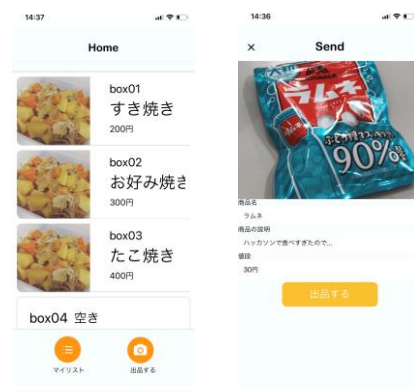 14:37
Home
box01
すき焼き
200円
box02
お好み焼き
300円
box03
たこ焼き
400円
box04 空き
マイリスト
出品する
14:36
×
Send
ラムネ
90%
商品名
ラムネ
商品の説明
ハッカソンで食べすぎたので...
値段
30円
出品する